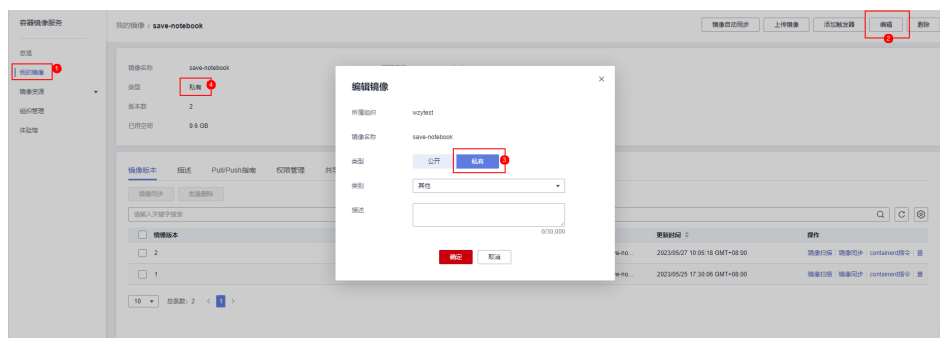 容器镜像服务
我的镜像 / save-notebook
镜像自动同步 上传镜像 添加触发器 编辑 删除
2
总览
我的镜像 1
镜像资源
组织管理
体验馆
镜像名称 save-notebook
类型 私有 4
版本数 2
已用空间 9.6 GB
编辑镜像
所属组织 wzytest
镜像名称 save-notebook
类型 公开 私有 3
类别 其他
描述
0/30,000
确定 取消
镜像版本 描述 Pull/Push指南 权限管理
镜像同步 批量删除
请输入关键字搜索
镜像版本 更新时间 操作
2 ve-no... 2023/05/27 10:05:18 GMT+08:00 镜像扫描 镜像同步 containerd指令
1 ve-no... 2023/05/25 17:30:06 GMT+08:00 镜像扫描 镜像同步 containerd指令
10 总条数: 2 < 1 >